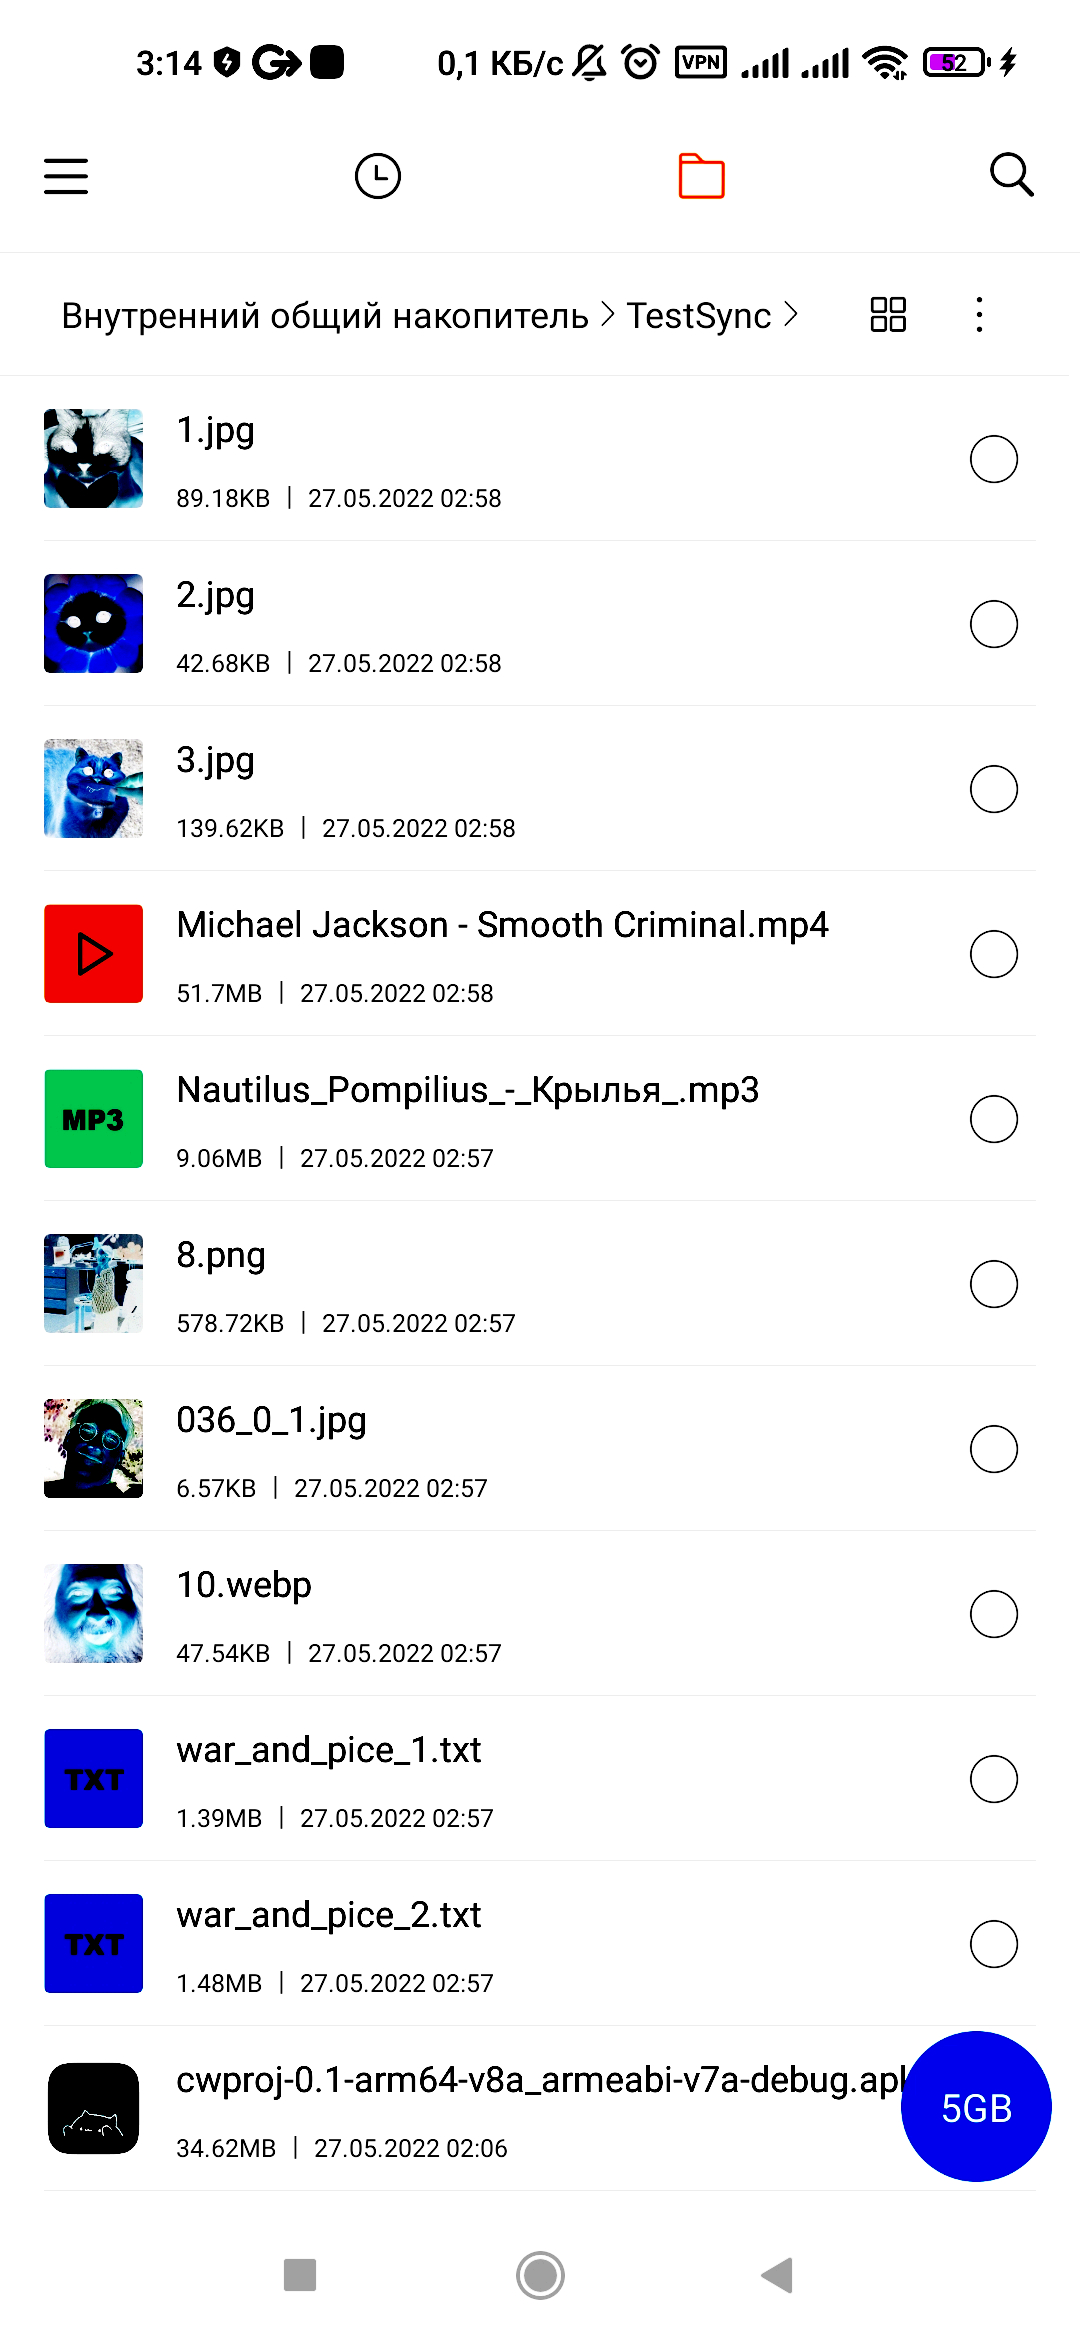 3:14 0,1 КБ/с VPN 52
Внутренний общий накопитель > TestSync >
1.jpg
89.18KB | 27.05.2022 02:58
2.jpg
42.68KB | 27.05.2022 02:58
3.jpg
139.62KB | 27.05.2022 02:58
Michael Jackson - Smooth Criminal.mp4
51.7MB | 27.05.2022 02:58
MP3
Nautilus_Pompilius_-_Крылья_.mp3
9.06MB | 27.05.2022 02:57
8.png
578.72KB | 27.05.2022 02:57
036_0_1.jpg
6.57KB | 27.05.2022 02:57
10.webp
47.54KB | 27.05.2022 02:57
TXT
war_and_pice_1.txt
1.39MB | 27.05.2022 02:57
TXT
war_and_pice_2.txt
1.48MB | 27.05.2022 02:57
cwproj-0.1-arm64-v8a_armeabi-v7a-debug.apk
34.62MB | 27.05.2022 02:06
5GB